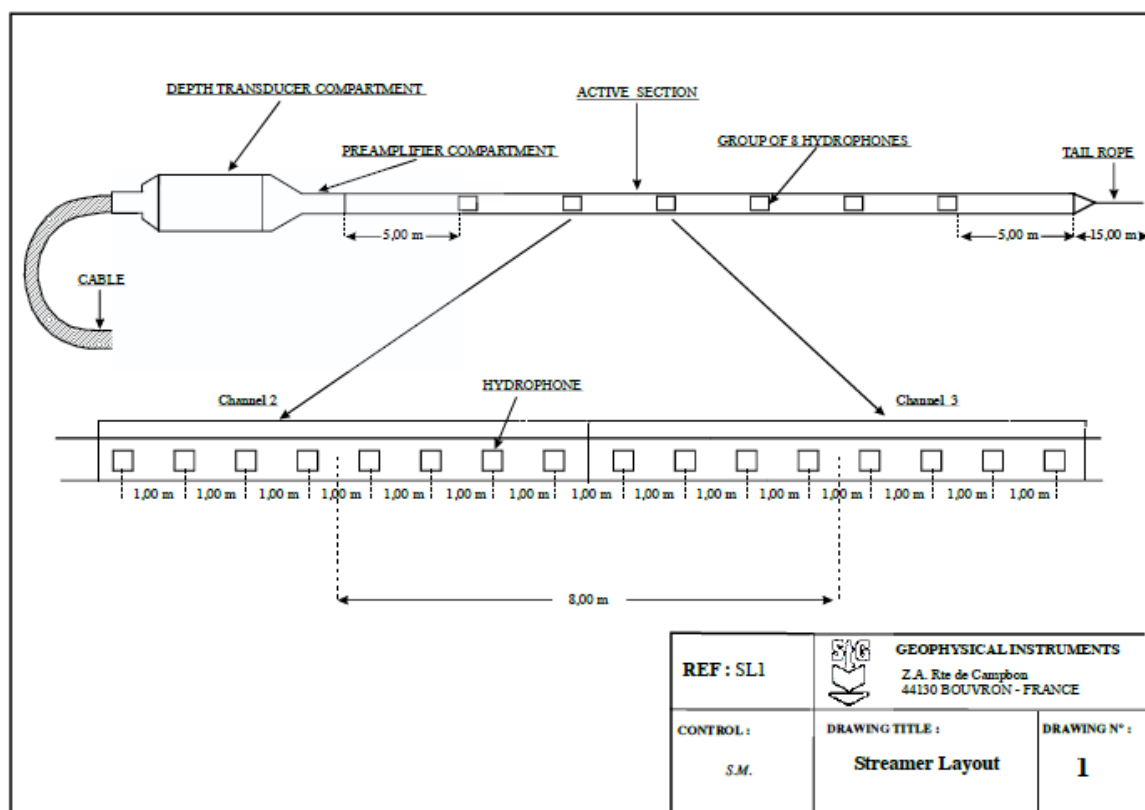 DEPTH TRANSDUCER COMPARTMENT
ACTIVE SECTION
PREAMPLIFIER COMPARTMENT
GROUP OF 8 HYDROPHONES
TAIL ROPE
5,00 m
5,00 m
15,00 m
CABLE
HYDROPHONE
Channel 2
Channel 3
1,00 m 1,00 m 1,00 m 1,00 m 1,00 m 1,00 m 1,00 m 1,00 m 1,00 m 1,00 m 1,00 m 1,00 m 1,00 m 1,00 m 1,00 m
8,00 m
REF : SL1
SIG
GEOPHYSICAL INSTRUMENTS
Z.A. Rte de Campbon
44130 BOUVRON - FRANCE
CONTROL :
S.M.
DRAWING TITLE :
Streamer Layout
DRAWING N° :
1